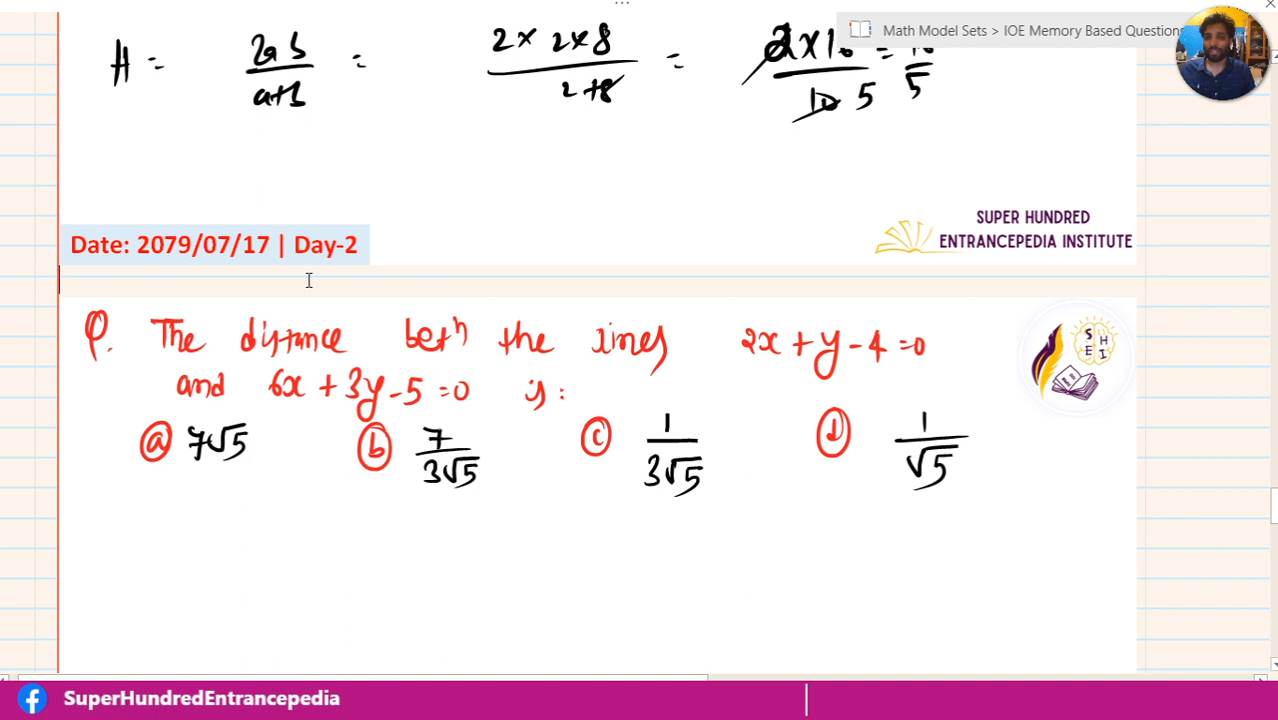 Math Model Sets > IOE Memory Based Question
H = 2ab/a+b = 2×2×8/2+8 = 2×16/10 5 = 16/5
SUPER HUNDRED
ENTRANCEPEDIA INSTITUTE
Date: 2079/07/17 | Day-2
Q. The distance betⁿ the lines 2x + y - 4 = 0
and 6x + 3y - 5 = 0 is:
ⓐ 7√5 ⓑ 7/3√5 ⓒ 1/3√5 ⓓ 1/√5
S H
E I
SuperHundredEntrancepedia